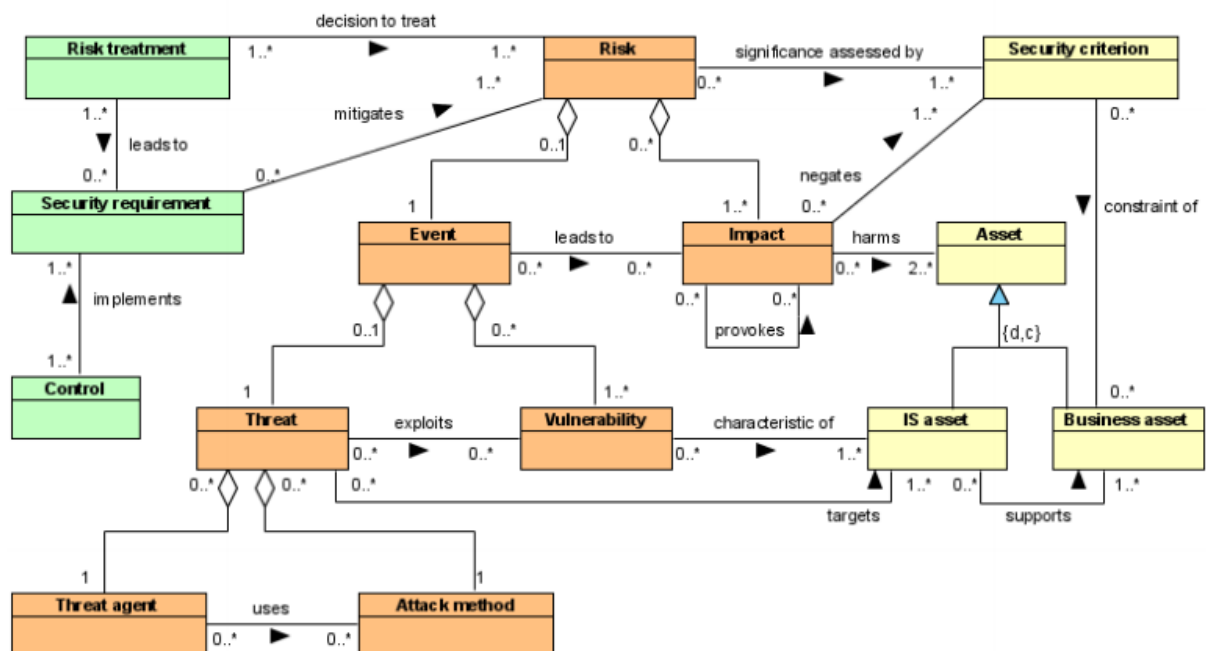 decision to treat
Risk treatment
1..*
1..*
Risk
significance assessed by
Security criterion
0..*
1..*
1..*
leads to
0..*
mitigates
1..*
0..*
0..1
0..*
negates
1..*
0..*
0..*
constraint of
Security requirement
1
1..*
Event
leads to
0..*
0..*
Impact
harms
0..*
2..*
Asset
1..*
implements
1..*
0..*
0..*
provokes
0..1
0..*
{d,c}
Control
1
1..*
0..*
Threat
exploits
0..*
0..*
Vulnerability
characteristic of
0..*
1..*
IS asset
Business asset
0..*
0..*
0..*
targets
1..*
0..*
supports
1..*
1
1
Threat agent
uses
0..*
0..*
Attack method